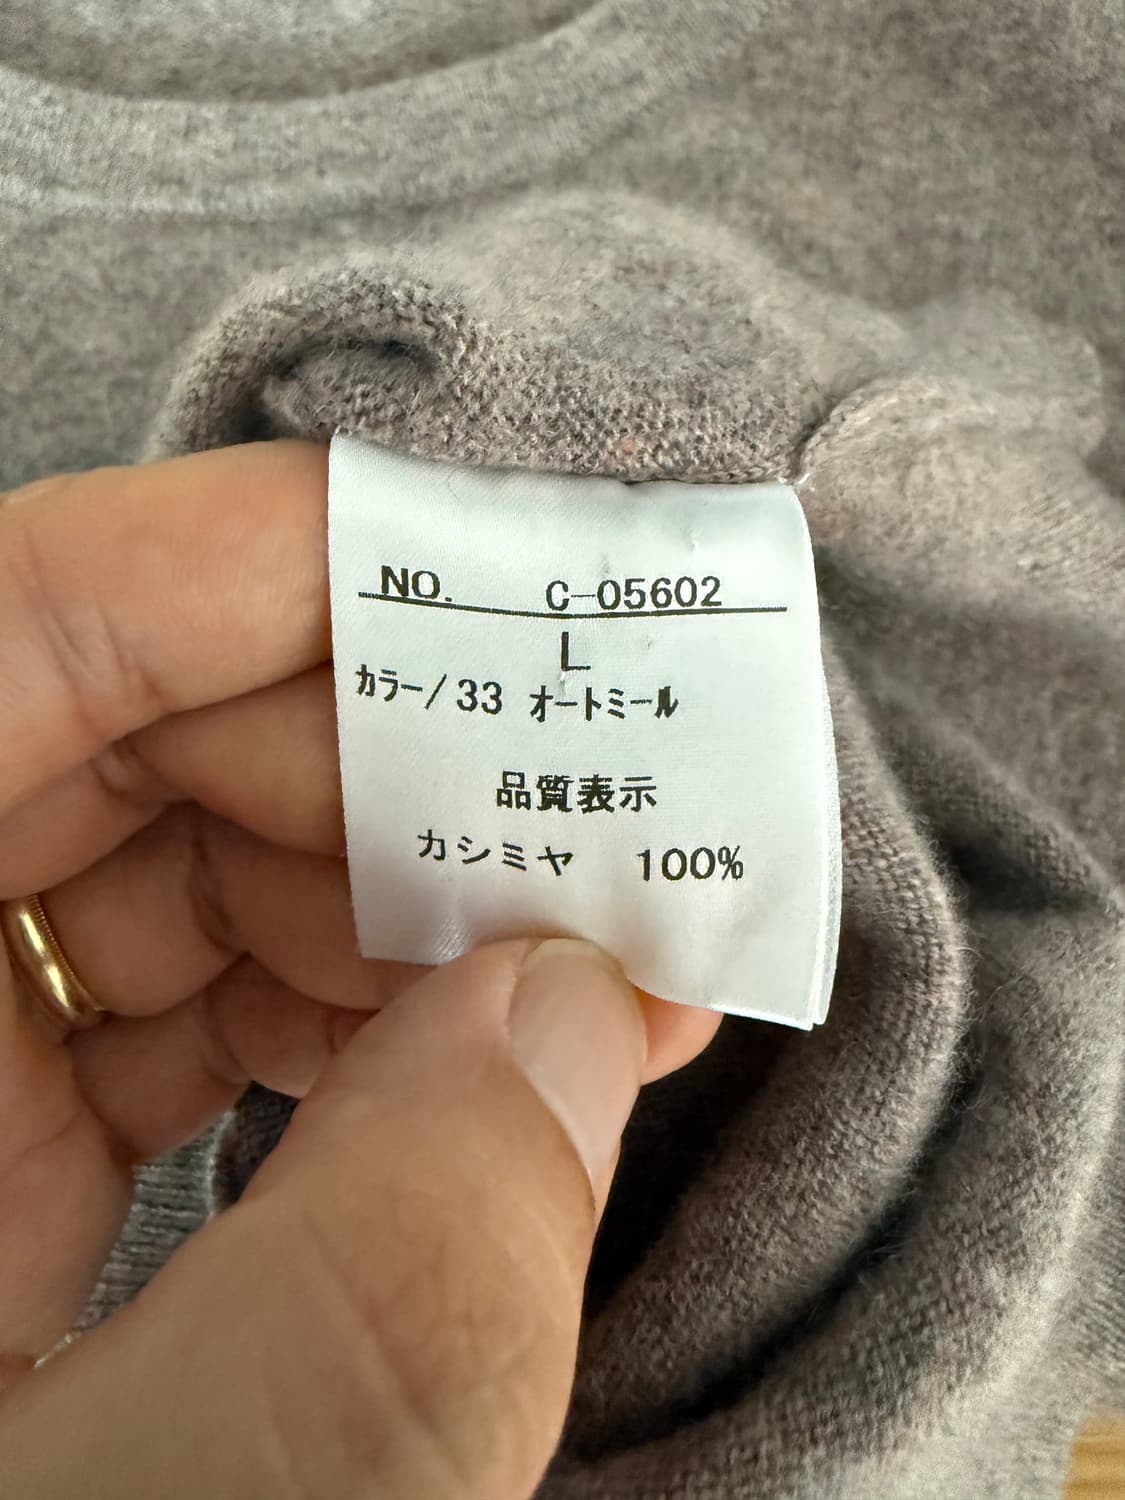 NO. C-05602
L
カラー/33 オートミール
品質表示
カシミヤ 100%